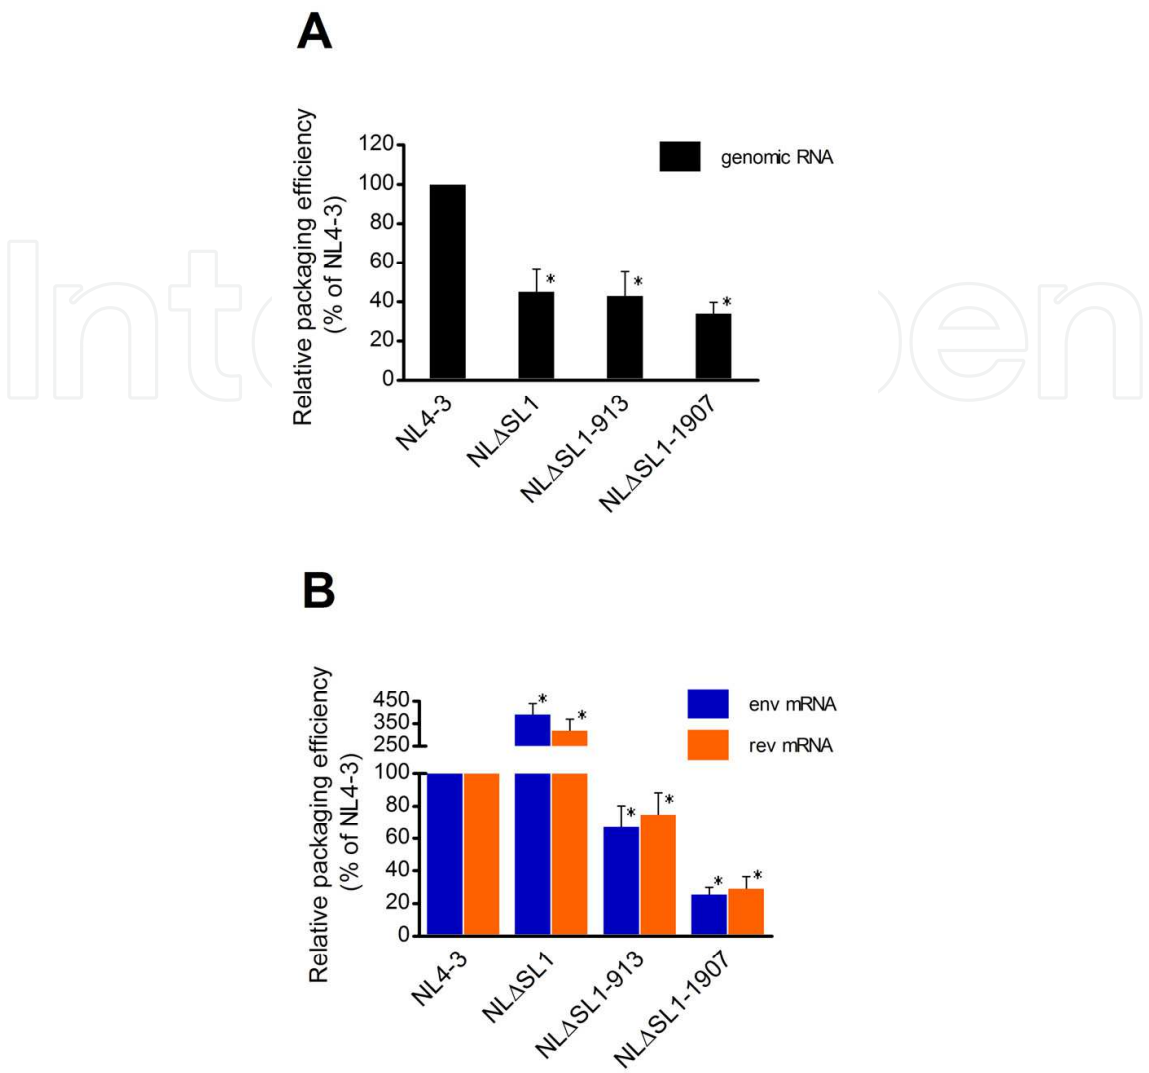 A
Relative packaging efficiency
(% of NL4-3)
120
100
80
60
40
20
0
genomic RNA
*
*
*
NL4-3
NLΔSL1
NLΔSL1-913
NLΔSL1-1907
B
Relative packaging efficiency
(% of NL4-3)
450
350
250
100
80
60
40
20
0
env mRNA
rev mRNA
*
*
*
*
*
*
NL4-3
NLΔSL1
NLΔSL1-913
NLΔSL1-1907